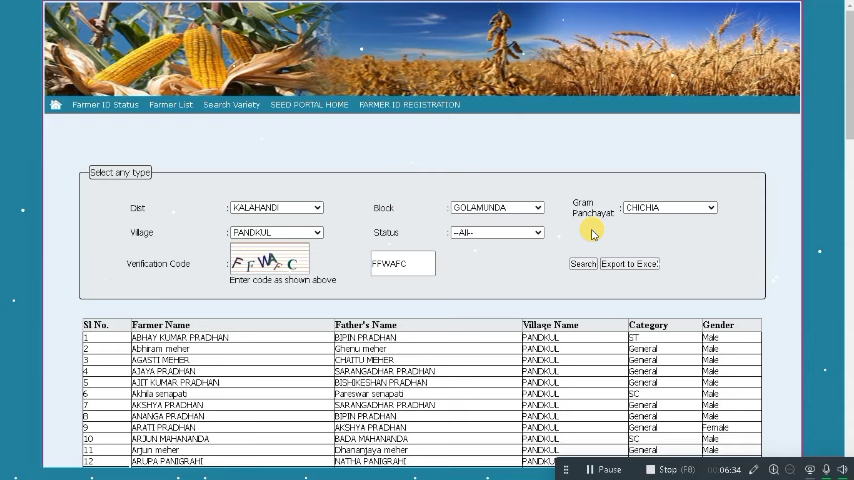 Farmer ID Status Farmer List Search Variety SEED PORTAL HOME FARMER ID REGISTRATION
Select any type
Dist : KALAHANDI Block : GOLAMUNDA Gram Panchayat : CHICHIA
Village : PANDKUL Status : --All--
Verification Code : FFWAFC FFWAFC Search Export to Excel
Enter code as shown above
Sl No. Farmer Name Father's Name Village Name Category Gender
1 ABHAY KUMAR PRADHAN BIPIN PRADHAN PANDKUL ST Male
2 Abhiram meher Ghenu meher PANDKUL General Male
3 AGASTI MEHER CHAITU MEHER PANDKUL General Male
4 AJAYA PRADHAN SARANGADHAR PRADHAN PANDKUL General Male
5 AJIT KUMAR PRADHAN BISHIKESHAN PRADHAN PANDKUL General Male
6 Akhila senapati Pareswar senapati PANDKUL SC Male
7 AKSHYA PRADHAN SARANGADHAR PRADHAN PANDKUL General Male
8 ANANGA PRADHAN BIPIN PRADHAN PANDKUL General Male
9 ARATI PRADHAN AKSHYA PRADHAN PANDKUL General Female
10 ARJUN MAHANANDA BADA MAHANANDA PANDKUL SC Male
11 Arjun meher Dhananjaya meher PANDKUL General Male
12 ARUPA PANIGRAHI NATHA PANIGRAHI
Pause Stop (F8) 00:06:34